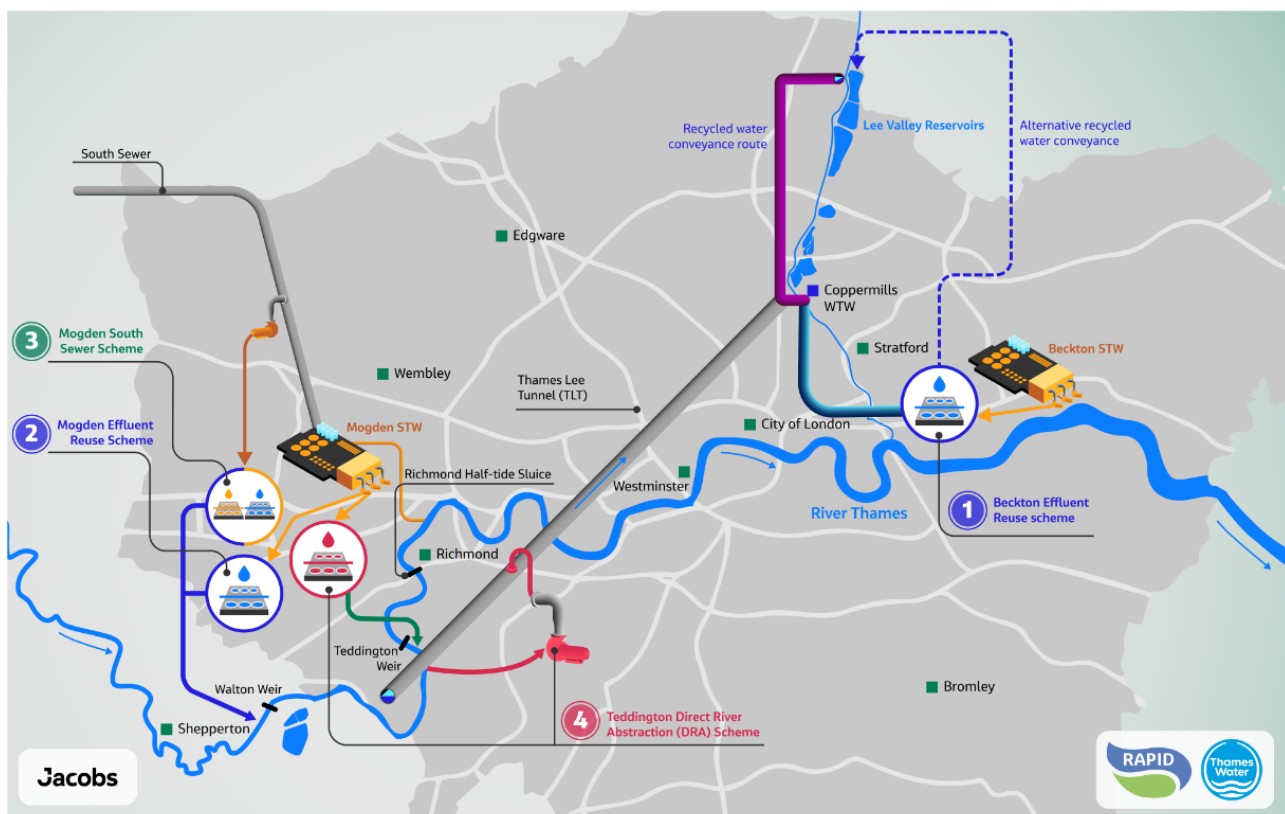 South Sewer
Recycled water
conveyance route
Lee Valley Reservoirs
Alternative recycled
water conveyance
Edgware
Coppermills
WTW
3
Mogden South
Sewer Scheme
Wembley
Thames Lee
Tunnel (TLT)
Stratford
Beckton STW
2
Mogden Effluent
Reuse Scheme
Mogden STW
City of London
Richmond Half-tide Sluice
Westminster
River Thames
1
Beckton Effluent
Reuse scheme
Richmond
Teddington
Weir
Walton Weir
Shepperton
Bromley
4
Teddington Direct River
Abstraction (DRA) Scheme
Jacobs
RAPID
Thames
Water